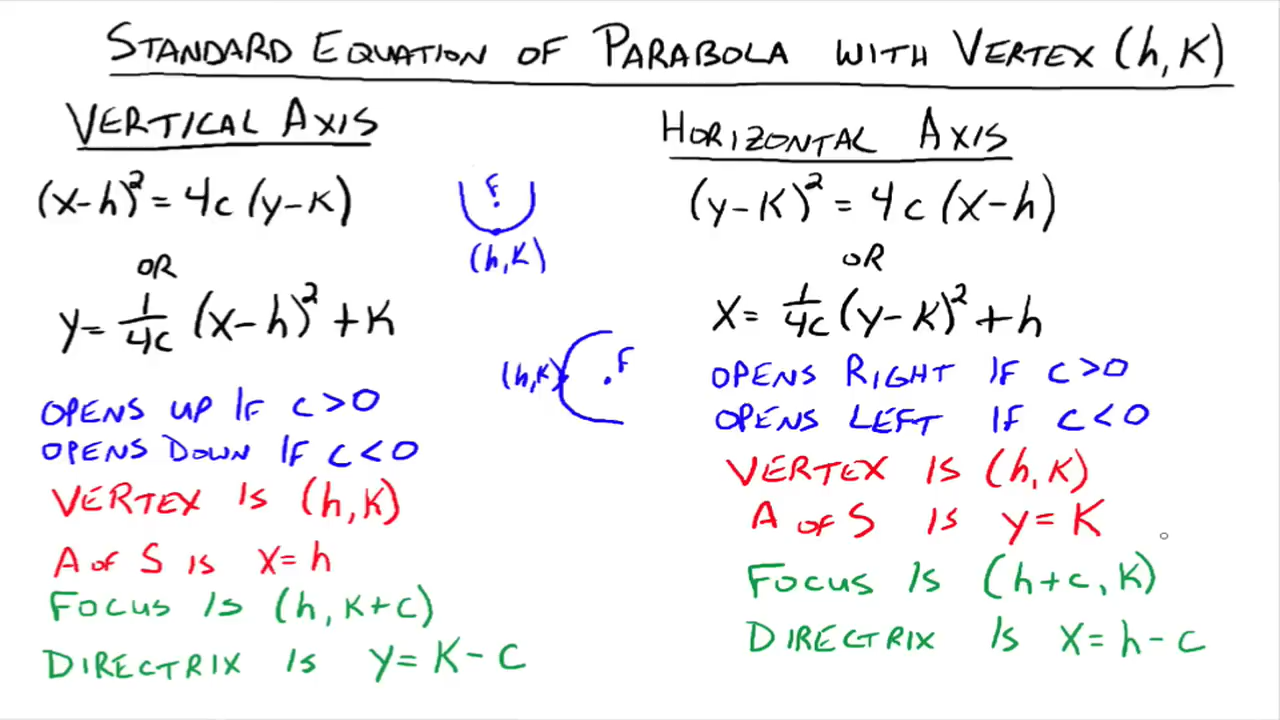 STANDARD EQUATION OF PARABOLA WITH VERTEX (h, K)
VERTICAL AXIS
(x-h)² = 4c (y-K)
OR
y = 1/4c (x-h)² + K
OPENS UP IF c > 0
OPENS DOWN IF c < 0
VERTEX IS (h, K)
A OF S IS x = h
FOCUS IS (h, K+c)
DIRECTRIX IS y = K - c
F
(h, K)
(h, K)
F
HORIZONTAL AXIS
(y-K)² = 4c (x-h)
OR
x = 1/4c (y-K)² + h
OPENS RIGHT IF c > 0
OPENS LEFT IF c < 0
VERTEX IS (h, K)
A OF S IS y = K
FOCUS IS (h+c, K)
DIRECTRIX IS x = h - c